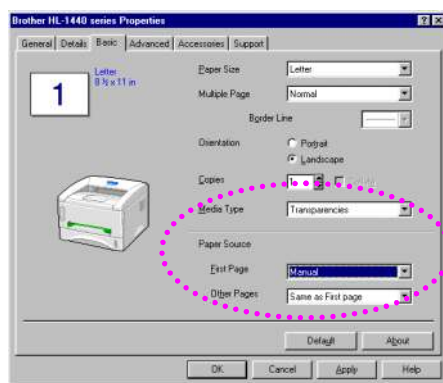 Brother HL-1440 series Properties
General Details Basic Advanced Accessories Support
Letter
8 ½ x 11 in
1
Paper Size Letter
Multiple Page Normal
Border Line
Orientation Portrait
Landscape
Copies 1
Media Type Transparencies
Paper Source
First Page Manual
Other Pages Same as First page
Default About
OK Cancel Apply Help